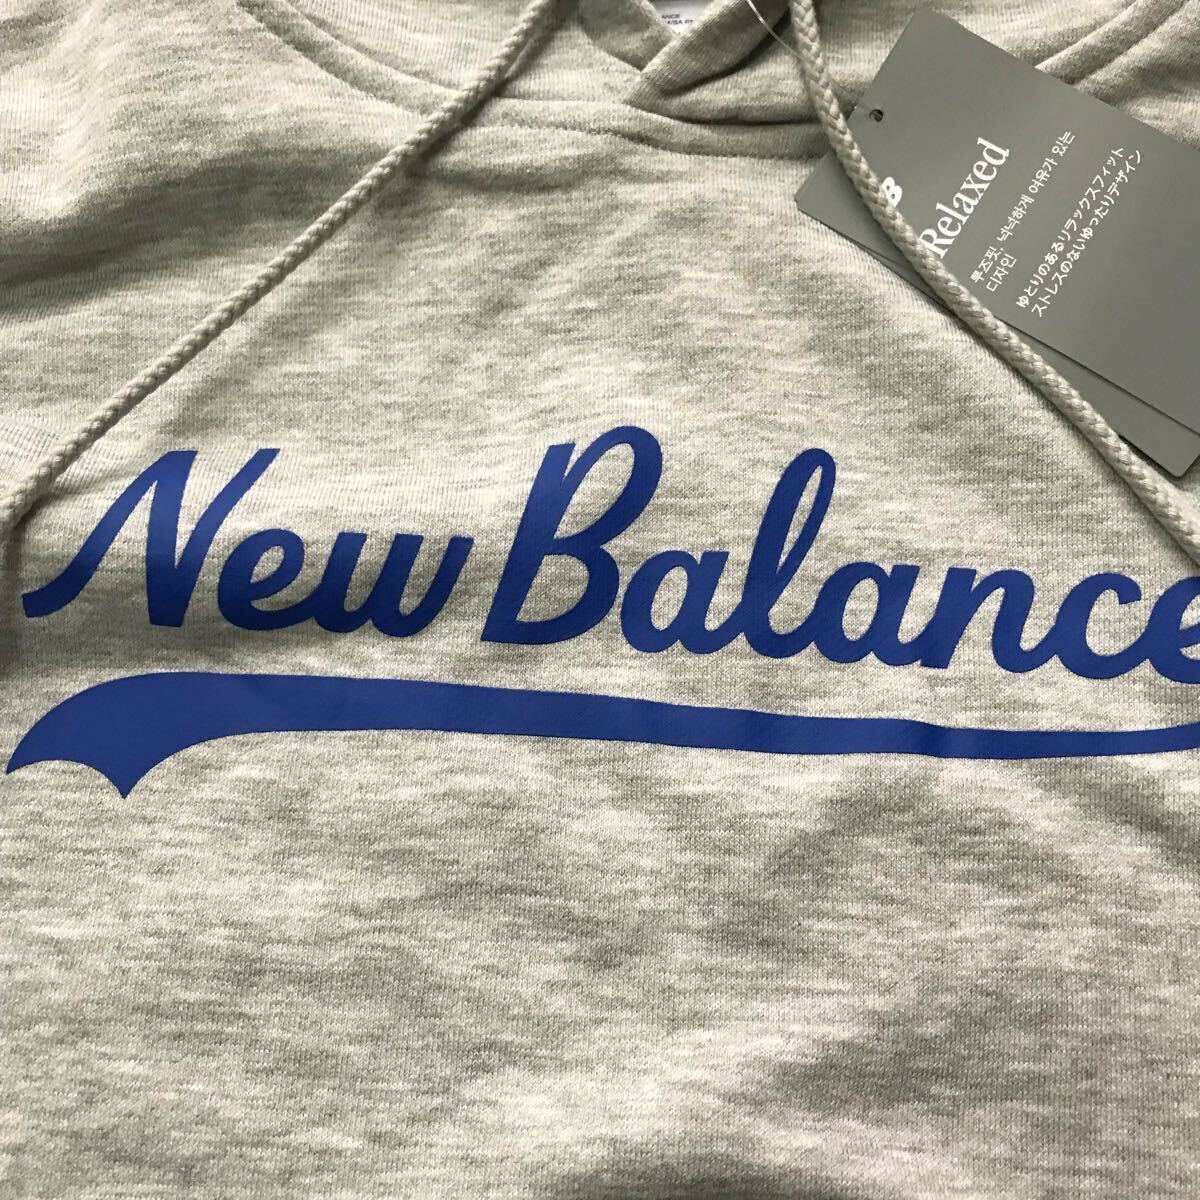 New Balance
Relaxed
루즈핏, 넉넉하게 여유가 있는
디자인
ゆとりのあるリラックスフィット
ストレスのないゆったりデザイン